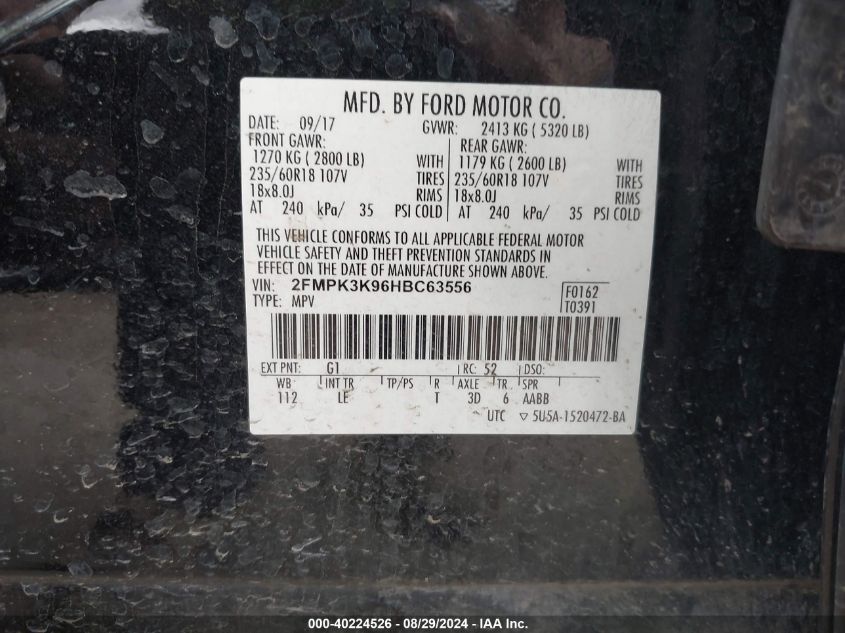 MFD. BY FORD MOTOR CO.
DATE: 09/17 GVWR: 2413 KG ( 5320 LB)
FRONT GAWR: REAR GAWR:
1270 KG ( 2800 LB) WITH 1179 KG ( 2600 LB) WITH
235/60R18 107V TIRES 235/60R18 107V TIRES
18x8.0J RIMS 18x8.0J RIMS
AT 240 kPa/ 35 PSI COLD AT 240 kPa/ 35 PSI COLD
THIS VEHICLE CONFORMS TO ALL APPLICABLE FEDERAL MOTOR
VEHICLE SAFETY AND THEFT PREVENTION STANDARDS IN
EFFECT ON THE DATE OF MANUFACTURE SHOWN ABOVE.
VIN: 2FMPK3K96HBC63556 F0162
TYPE: MPV T0391
EXT PNT: G1 RC: 52 DSO:
WB INT TR TP/PS R AXLE TR SPR
112 LE T 3D 6 AABB
UTC ▽ 5U5A-1520472-BA
000-40224526 - 08/29/2024 - IAA Inc.